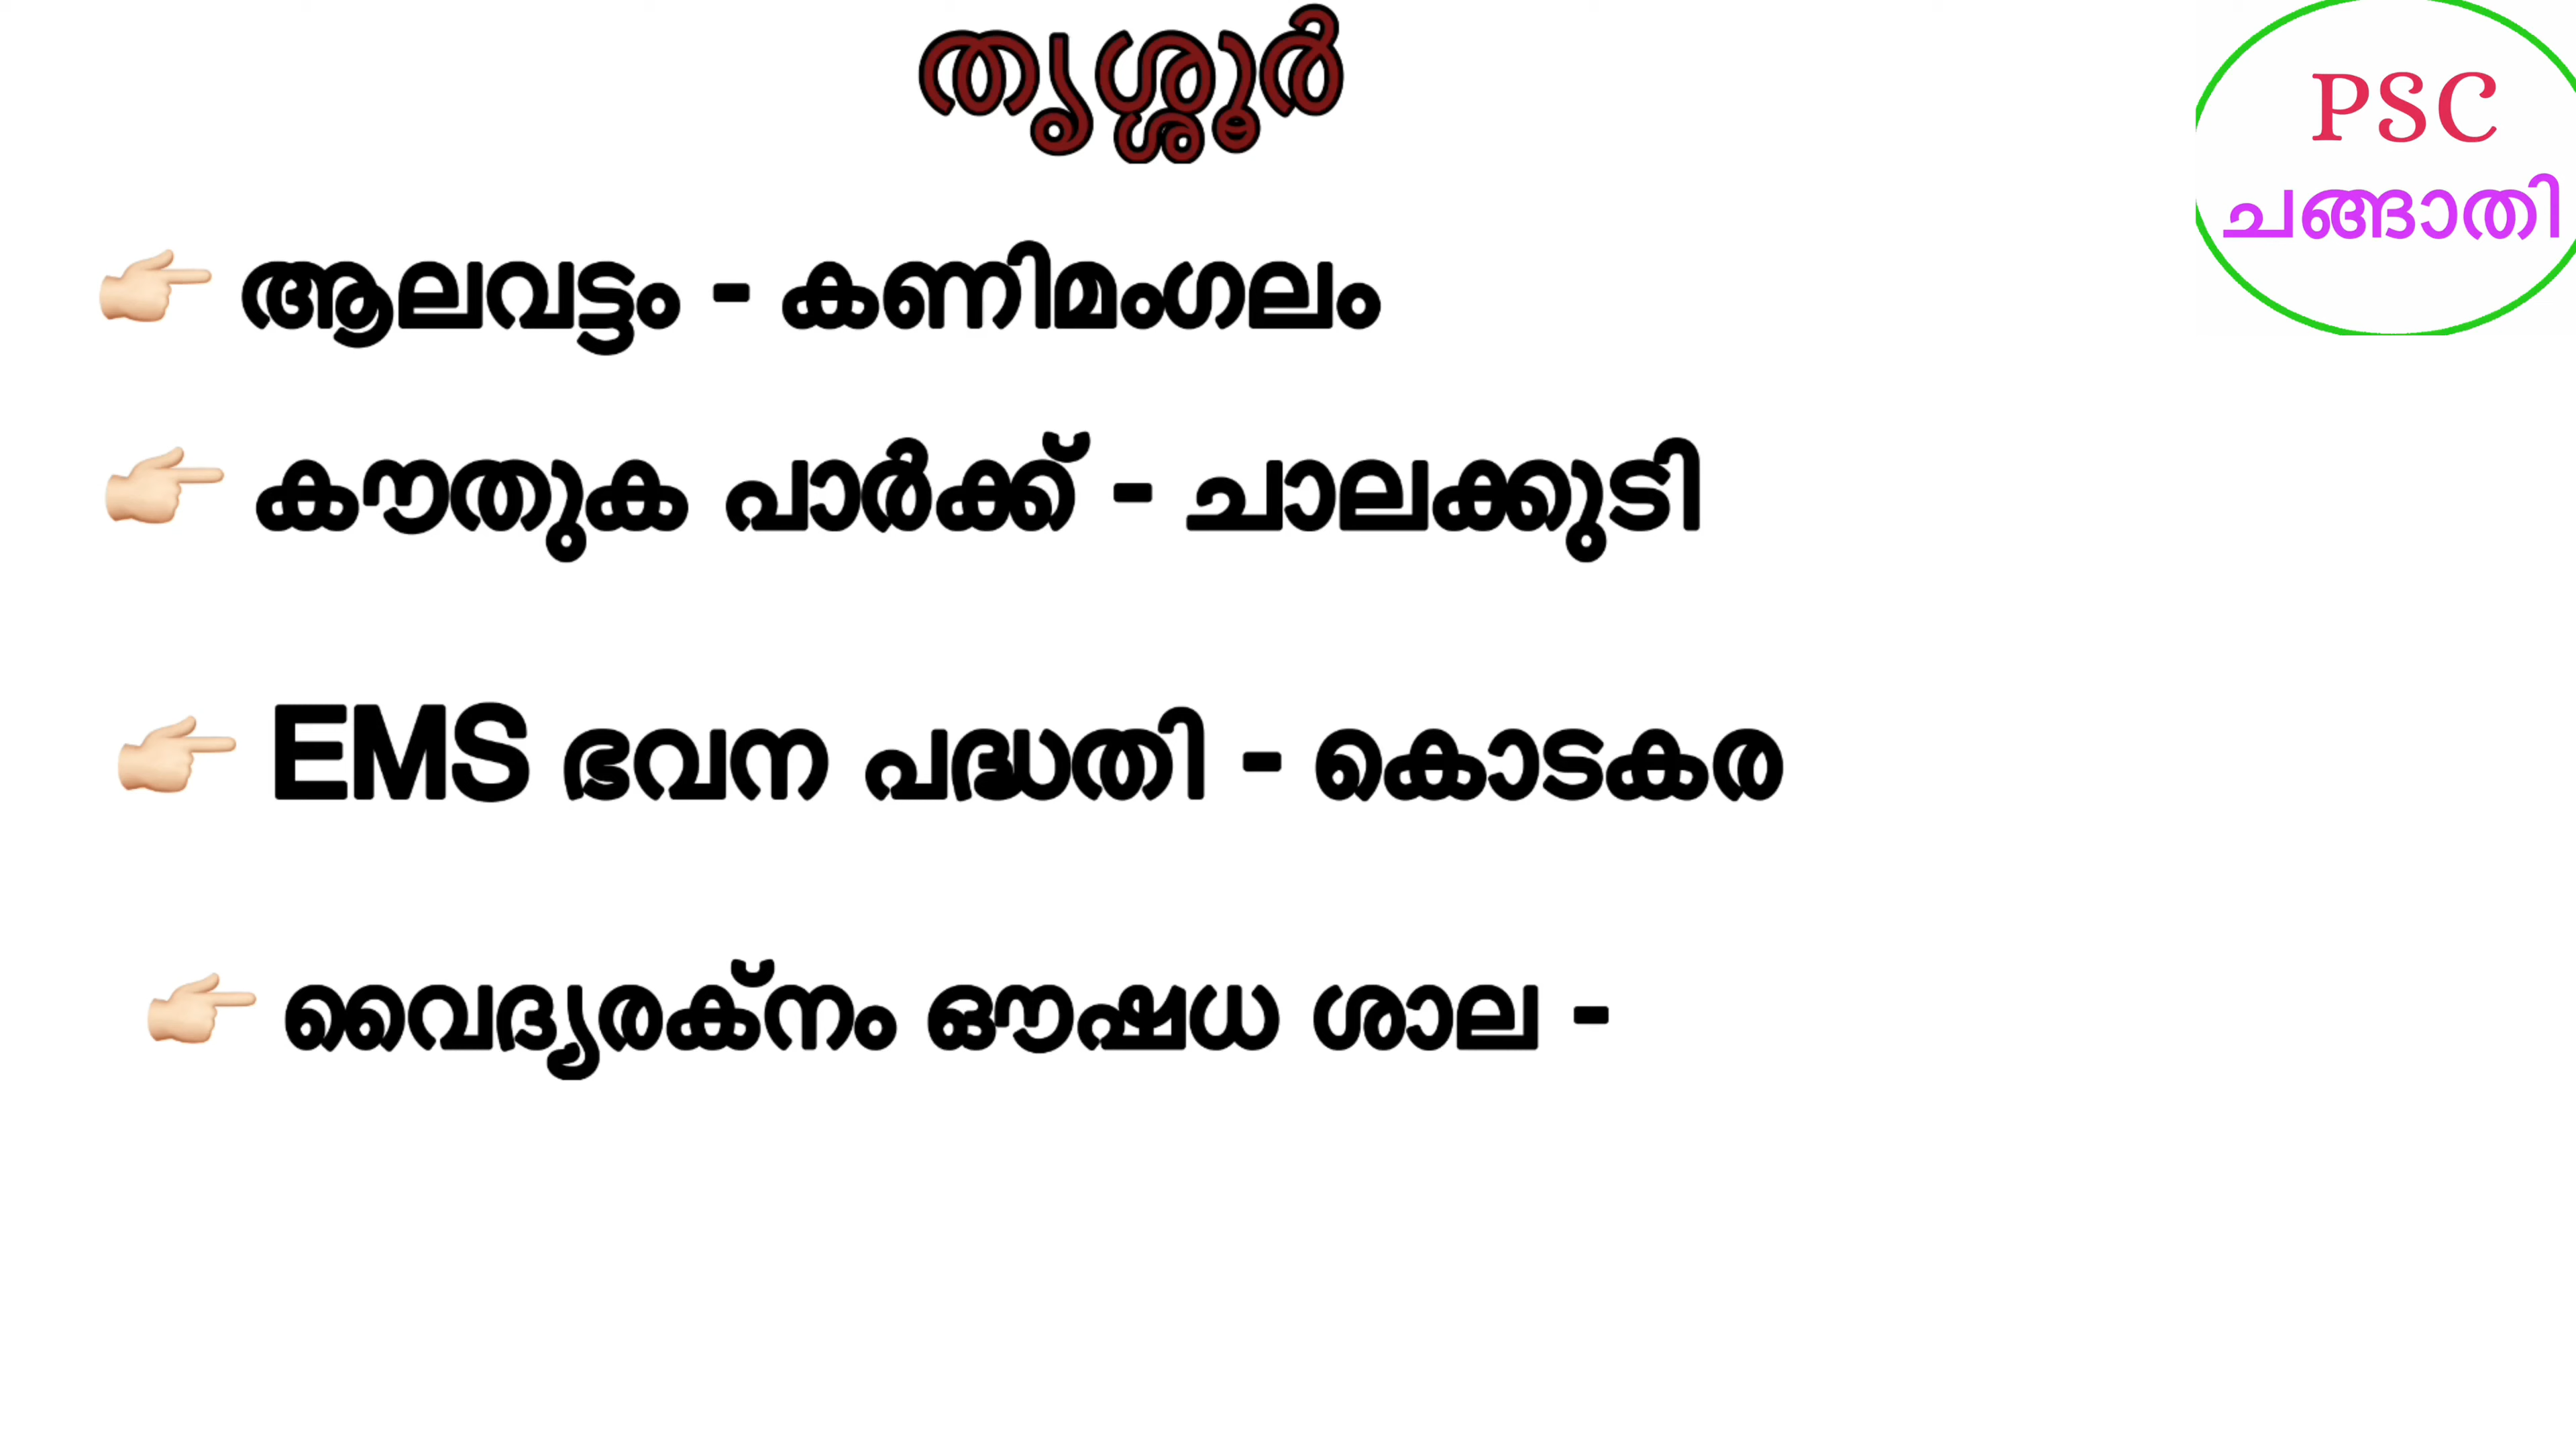 തൃശ്ശൂർ
PSC
ചങ്ങാതി
ആലവട്ടം - കണിമംഗലം
കൗതുക പാർക്ക് - ചാലക്കുടി
EMS ഭവന പദ്ധതി - കൊടകര
വൈദ്യരക്നം ഔഷധ ശാല -